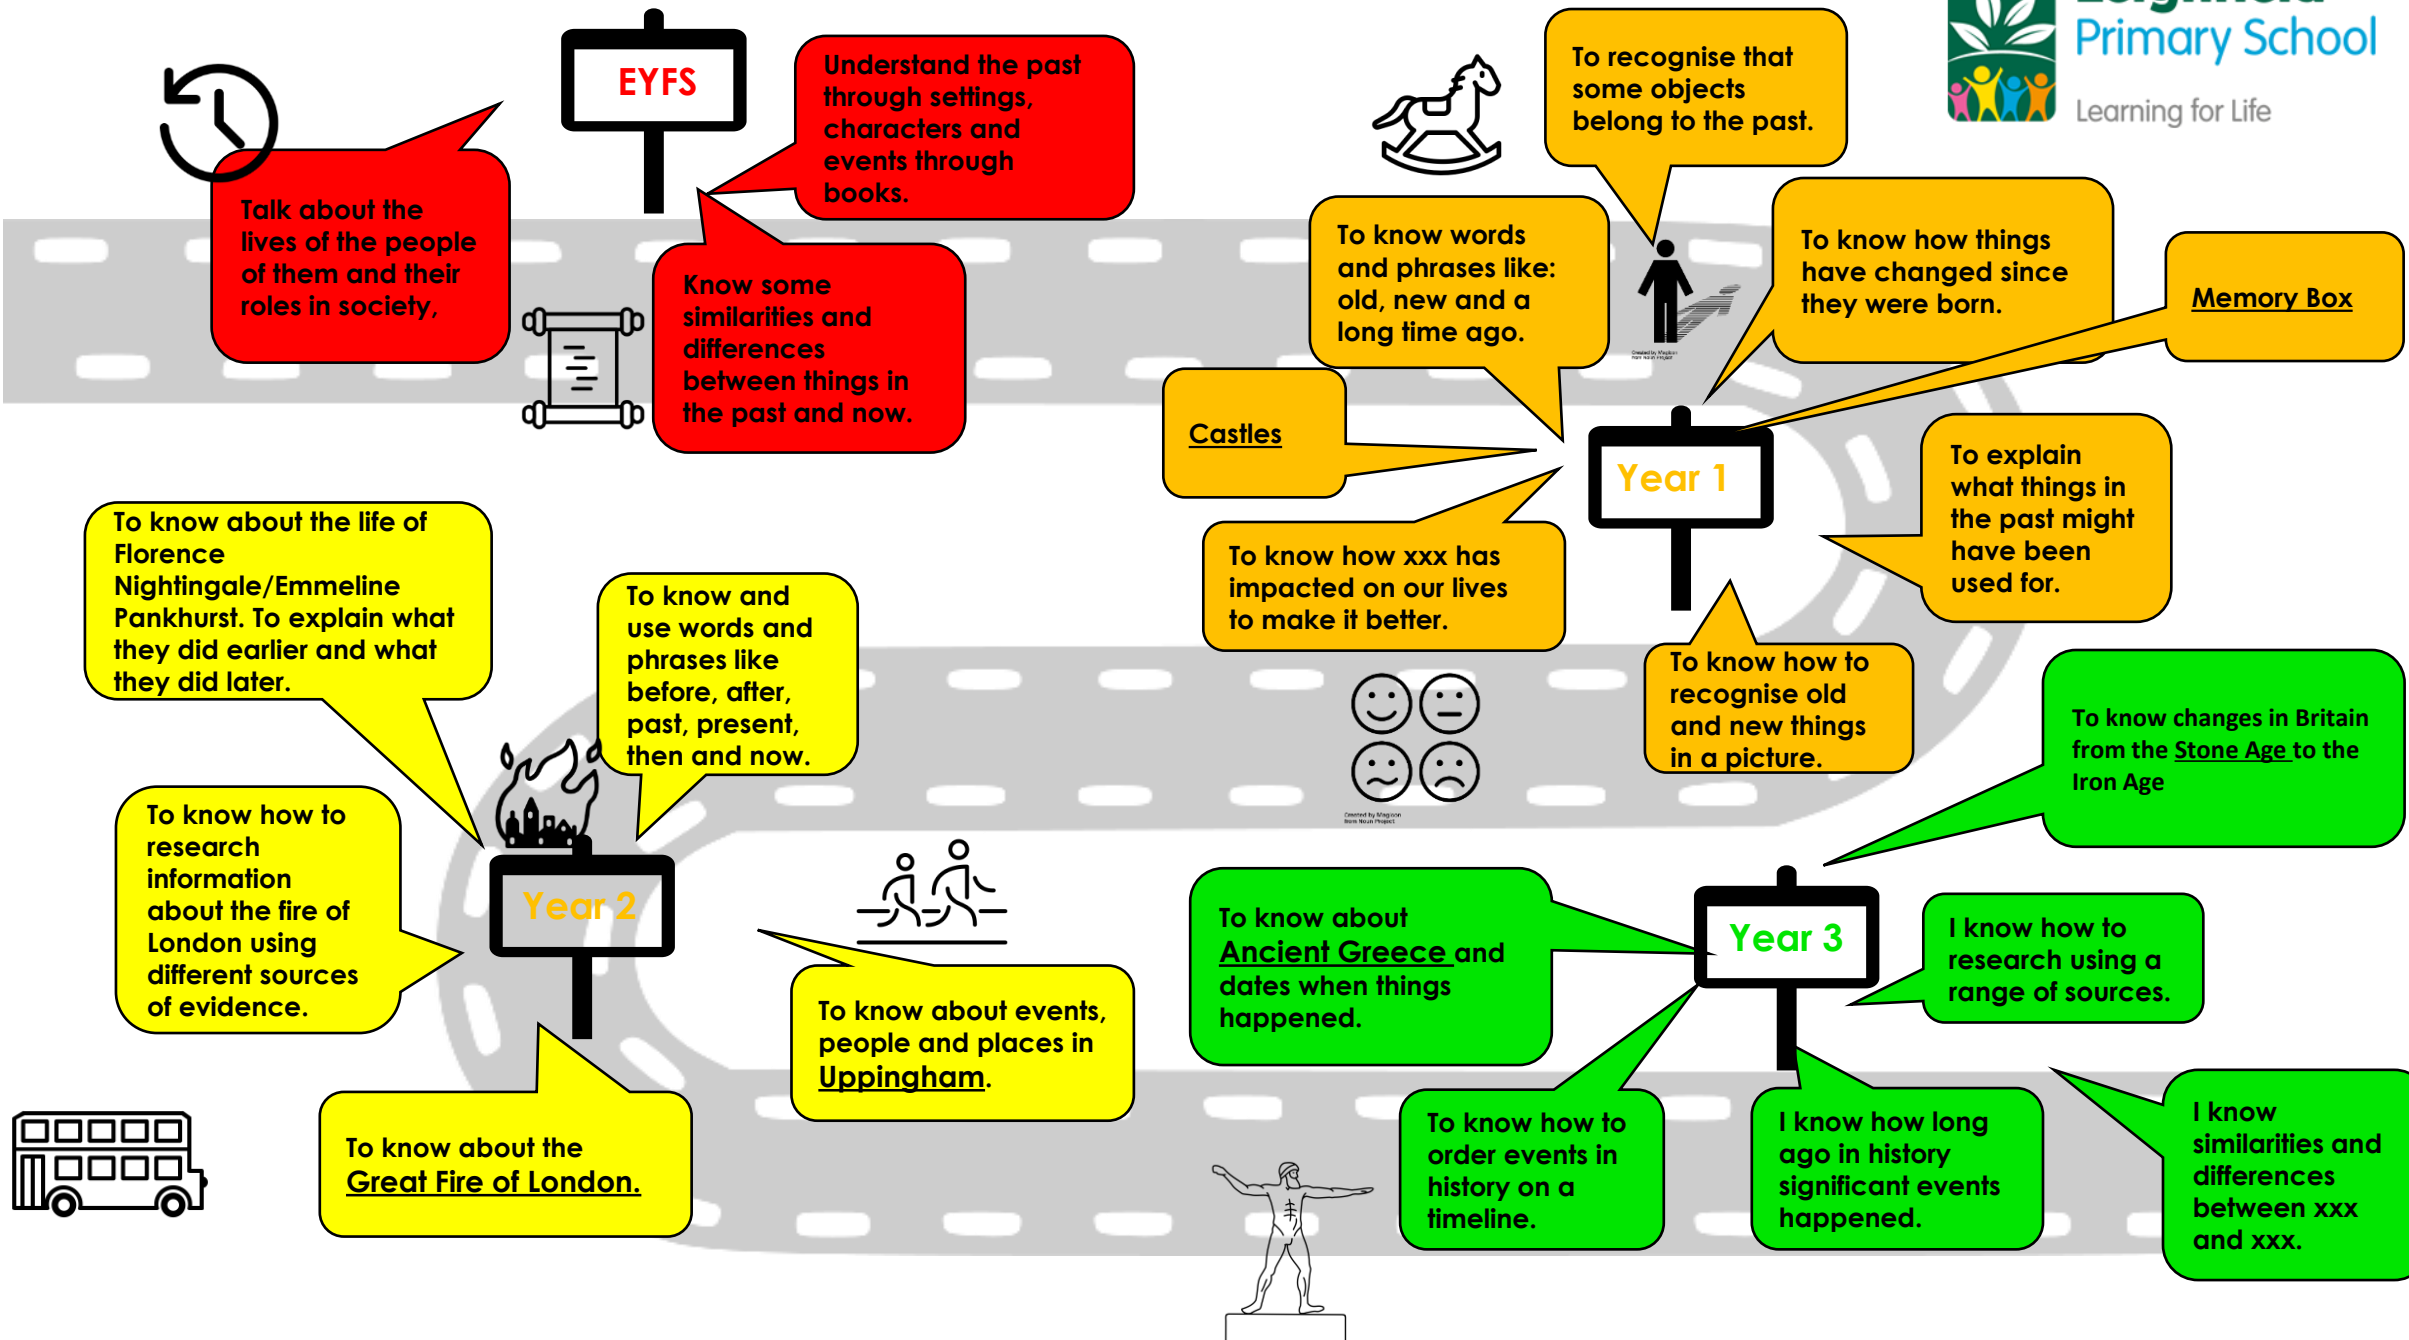 EYFS
Understand the past
through settings,
characters and
events through
books.
Talk about the
lives of the people
of them and their
roles in society,
Know some
similarities and
differences
between things in
the past and now.
To recognise that
some objects
belong to the past.
Primary School
Learning for Life
To know words
and phrases like:
old, new and a
long time ago.
Created by Magicon
from Noun Project
To know how things
have changed since
they were born.
Memory Box
Castles
Year 1
To explain
what things in
the past might
have been
used for.
To know how xxx has
impacted on our lives
to make it better.
To know how to
recognise old
and new things
in a picture.
Created by Magicon
from Noun Project
To know about the life of
Florence
Nightingale/Emmeline
Pankhurst. To explain what
they did earlier and what
they did later.
To know and
use words and
phrases like
before, after,
past, present,
then and now.
To know how to
research
information
about the fire of
London using
different sources
of evidence.
Year 2
To know about events,
people and places in
Uppingham.
To know about the
Great Fire of London.
To know changes in Britain
from the Stone Age to the
Iron Age
To know about
Ancient Greece and
dates when things
happened.
Year 3
I know how to
research using a
range of sources.
To know how to
order events in
history on a
timeline.
I know how long
ago in history
significant events
happened.
I know
similarities and
differences
between xxx
and xxx.